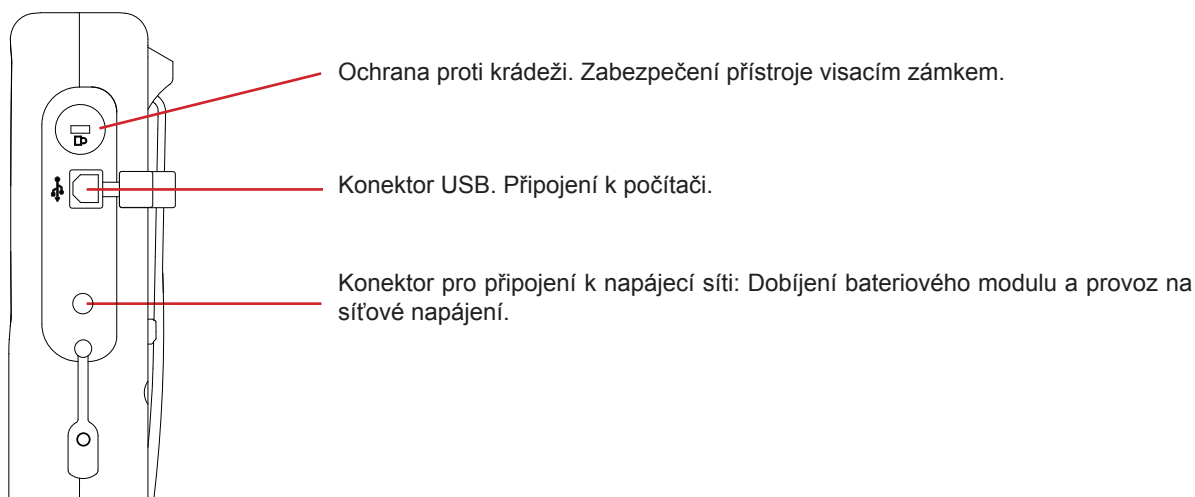 Ochrana proti krádeži. Zabezpečení přístroje visacím zámkem.
Konektor USB. Připojení k počítači.
Konektor pro připojení k napájecí síti: Dobíjení bateriového modulu a provoz na
síťové napájení.